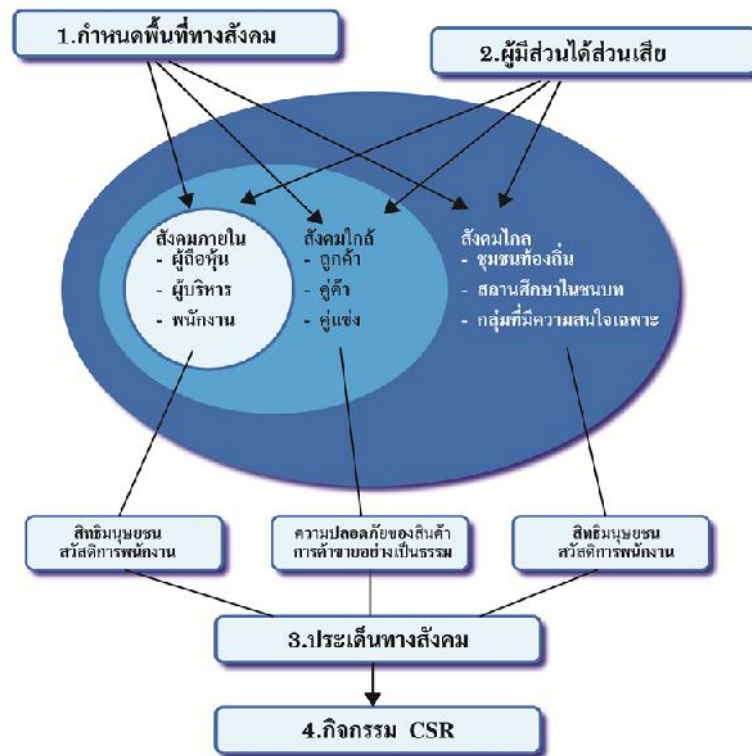 1.กำหนดพื้นที่ทางสังคม
2.ผู้มีส่วนได้ส่วนเสีย
สังคมภายใน
- ผู้ถือหุ้น
- ผู้บริหาร
- พนักงาน
สังคมใกล้
- ลูกค้า
- คู่ค้า
- คู่แข่ง
สังคมไกล
- ชุมชนท้องถิ่น
- สถานศึกษาในชนบท
- กลุ่มที่มีความสนใจเฉพาะ
สิทธิมนุษยชน
สวัสดิการพนักงาน
ความปลอดภัยของสินค้า
การค้าขายอย่างเป็นธรรม
สิทธิมนุษยชน
สวัสดิการพนักงาน
3.ประเด็นทางสังคม
4.กิจกรรม CSR